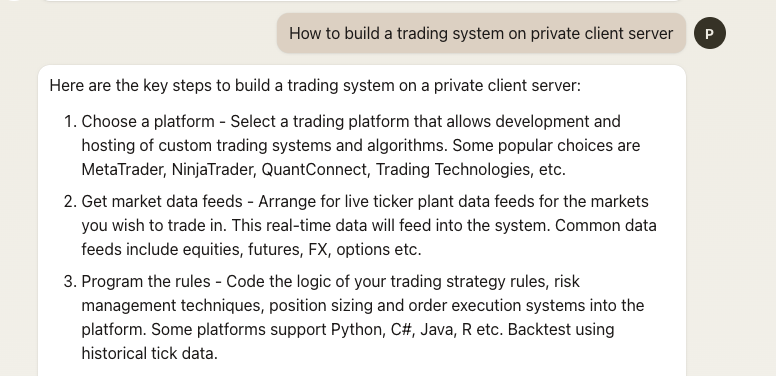 How to build a trading system on private client server
P
Here are the key steps to build a trading system on a private client server:
1. Choose a platform - Select a trading platform that allows development and
hosting of custom trading systems and algorithms. Some popular choices are
MetaTrader, NinjaTrader, QuantConnect, Trading Technologies, etc.
2. Get market data feeds - Arrange for live ticker plant data feeds for the markets
you wish to trade in. This real-time data will feed into the system. Common data
feeds include equities, futures, FX, options etc.
3. Program the rules - Code the logic of your trading strategy rules, risk
management techniques, position sizing and order execution systems into the
platform. Some platforms support Python, C#, Java, R etc. Backtest using
historical tick data.